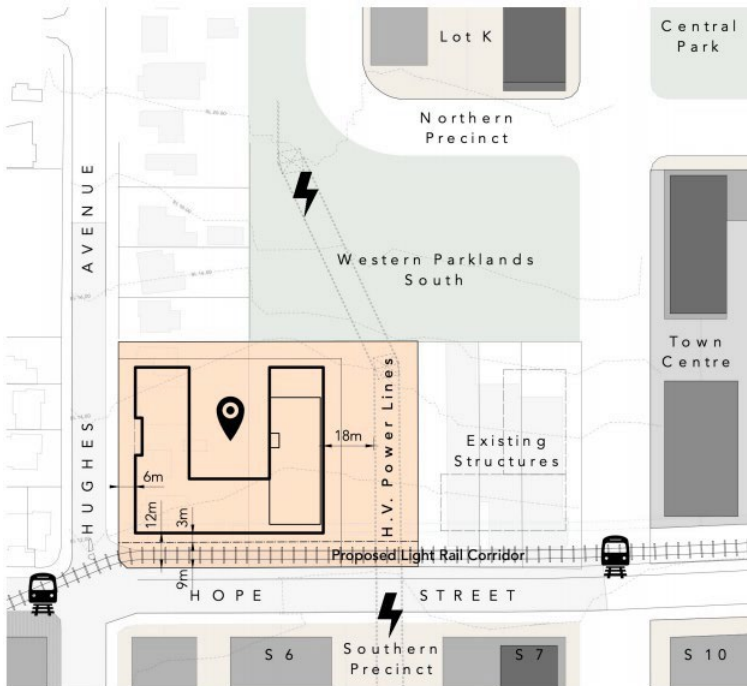 Lot K
Central
Park
Northern
Precinct
AVENUE
Western Parklands
South
Town
Centre
H.V. Power Lines
HUGHES
18m
Existing
Structures
6m
12m
3m
9m
Proposed Light Rail Corridor
HOPE STREET
Southern
Precinct
S 6
S 7
S 10